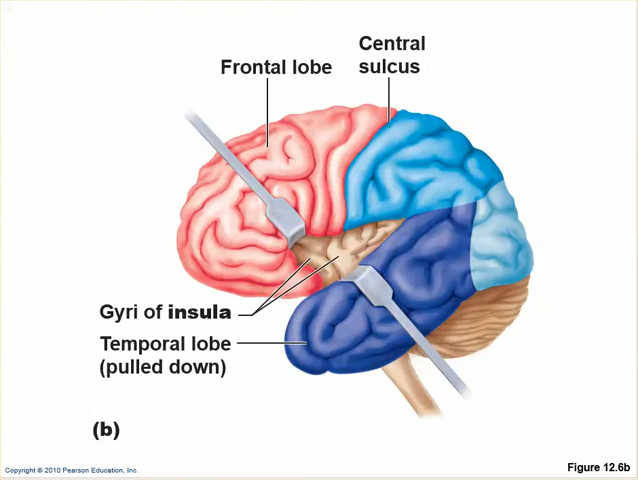 Central
sulcus
Frontal lobe
Gyri of insula
Temporal lobe
(pulled down)
(b)
Copyright © 2010 Pearson Education, Inc.
Figure 12.6b